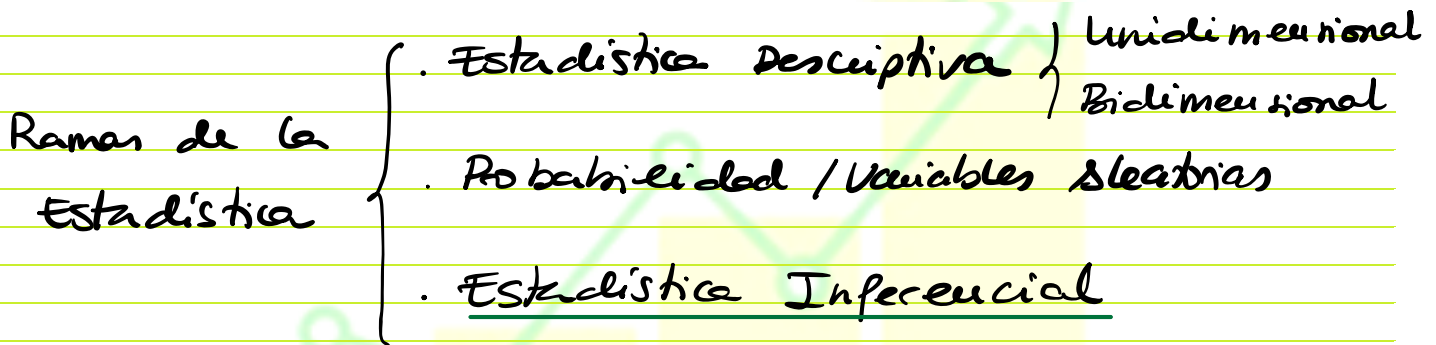 Ramas de la
Estadística
. Estadística Descriptiva
Unidimensional
Bidimensional
. Probabilidad / Variables Aleatorias
. Estadística Inferencial